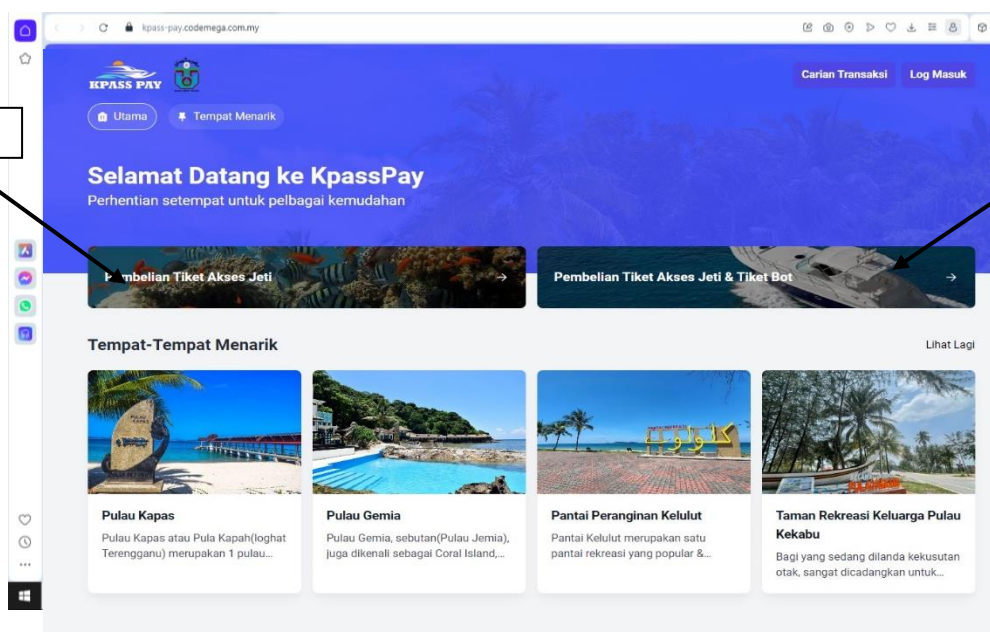 kpass-pay.codemega.com.my
KPASS PAY
Carian Transaksi
Log Masuk
Utama
Tempat Menarik
Selamat Datang ke KpassPay
Perhentian setempat untuk pelbagai kemudahan
Pembelian Tiket Akses Jeti
Pembelian Tiket Akses Jeti & Tiket Bot
Tempat-Tempat Menarik
Lihat Lagi
Pulau Kapas
Pulau Kapas atau Pula Kapah(loghat
Terengganu) merupakan 1 pulau...
Pulau Gemia
Pulau Gemia, sebutan(Pulau Jemia),
juga dikenali sebagai Coral Island,...
كلولوت
Pantai Peranginan Kelulut
Pantai Kelulut merupakan satu
pantai rekreasi yang popular &...
Taman Rekreasi Keluarga Pulau
Kekabu
Bagi yang sedang dilanda kekusutan
otak, sangat dicadangkan untuk...